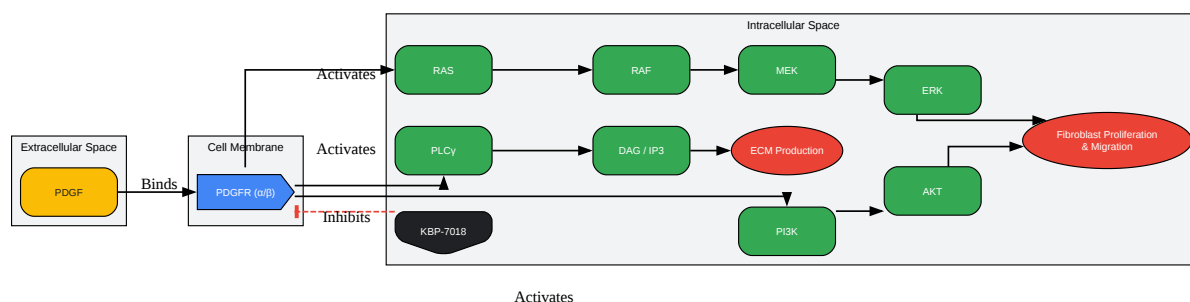 Intracellular Space
Activates
RAS
RAF
MEK
ERK
Extracellular Space
Cell Membrane
Activates
PLCγ
DAG / IP3
ECM Production
Fibroblast Proliferation
& Migration
PDGF
Binds
PDGFR (α/β)
AKT
Inhibits
KBP-7018
PI3K
Activates